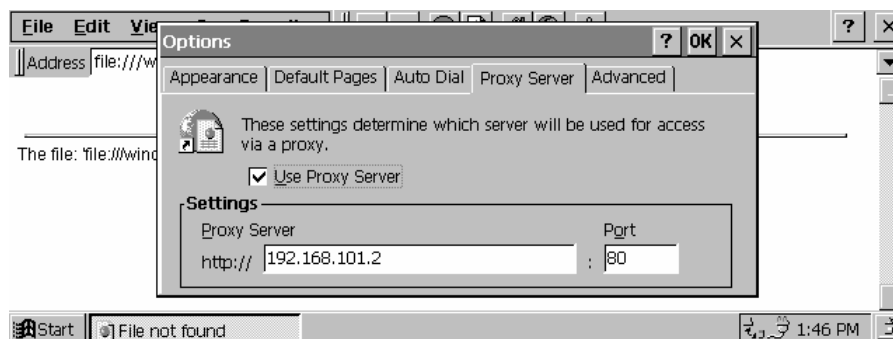 File Edit Vie
Options ? OK ×
? ×
Address file:///w
Appearance Default Pages Auto Dial Proxy Server Advanced
These settings determine which server will be used for access
via a proxy.
The file: 'file:///wind
Use Proxy Server
Settings
Proxy Server Port
http:// 192.168.101.2 : 80
Start File not found 1:46 PM